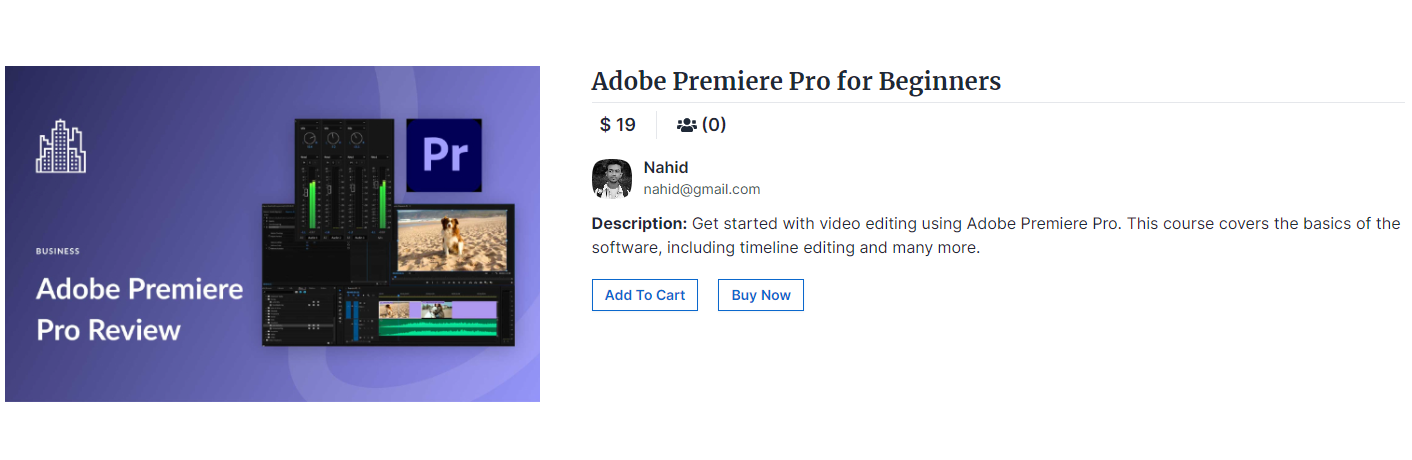 BUSINESS
Adobe Premiere
Pro Review
Pr
Adobe Premiere Pro for Beginners
$ 19
(0)
Nahid
nahid@gmail.com
Description: Get started with video editing using Adobe Premiere Pro. This course covers the basics of the
software, including timeline editing and many more.
Add To Cart
Buy Now